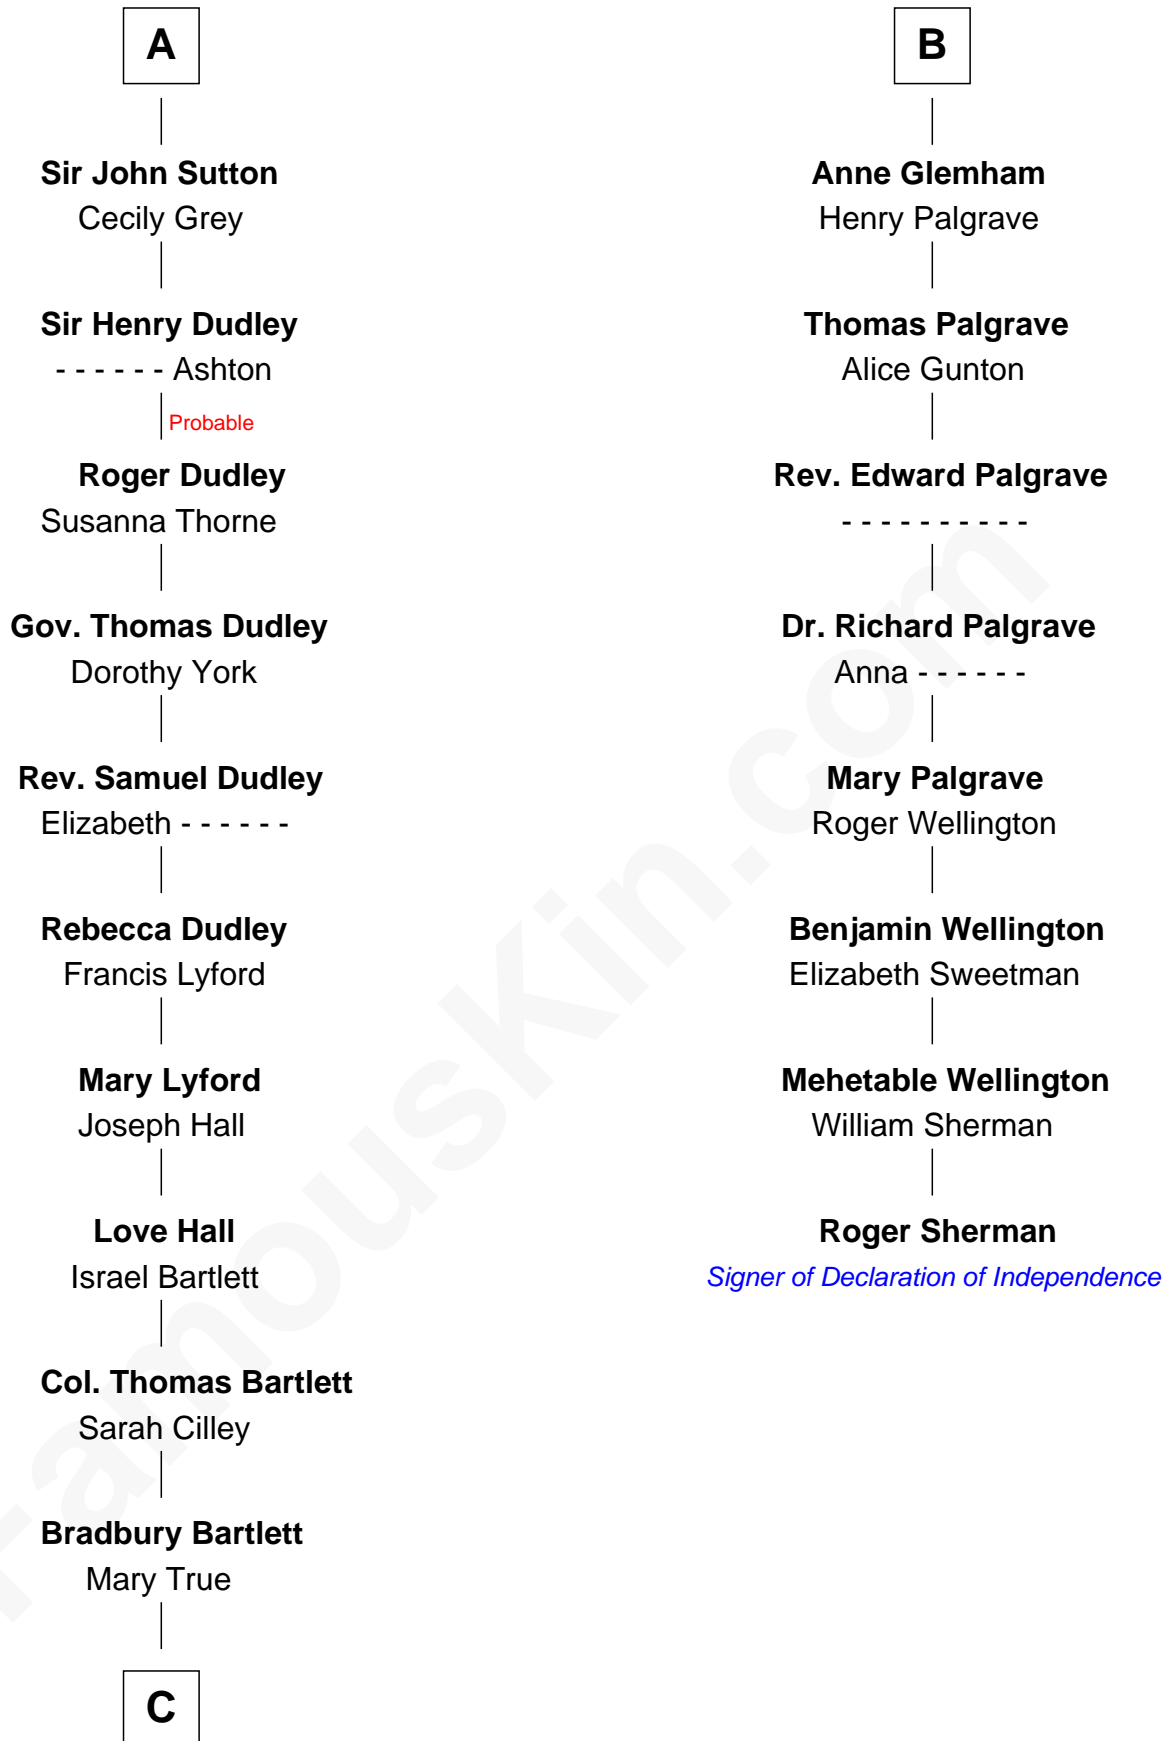 A
Sir John Sutton
Cecily Grey
Sir Henry Dudley
- - - - - - Ashton
Probable
Roger Dudley
Susanna Thorne
Gov. Thomas Dudley
Dorothy York
Rev. Samuel Dudley
Elizabeth - - - - - -
Rebecca Dudley
Francis Lyford
Mary Lyford
Joseph Hall
Love Hall
Israel Bartlett
Col. Thomas Bartlett
Sarah Cilley
Bradbury Bartlett
Mary True
C
B
Anne Glemham
Henry Palgrave
Thomas Palgrave
Alice Gunton
Rev. Edward Palgrave
- - - - - - - - - -
Dr. Richard Palgrave
Anna - - - - - -
Mary Palgrave
Roger Wellington
Benjamin Wellington
Elizabeth Sweetman
Mehetable Wellington
William Sherman
Roger Sherman
Signer of Declaration of Independence
FamousKin.com